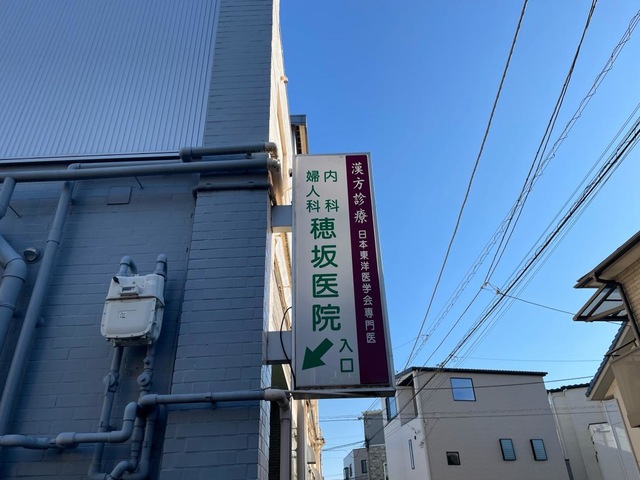 漢方診療 日本東洋医学会専門医
内科
婦人科
穂坂医院
入口